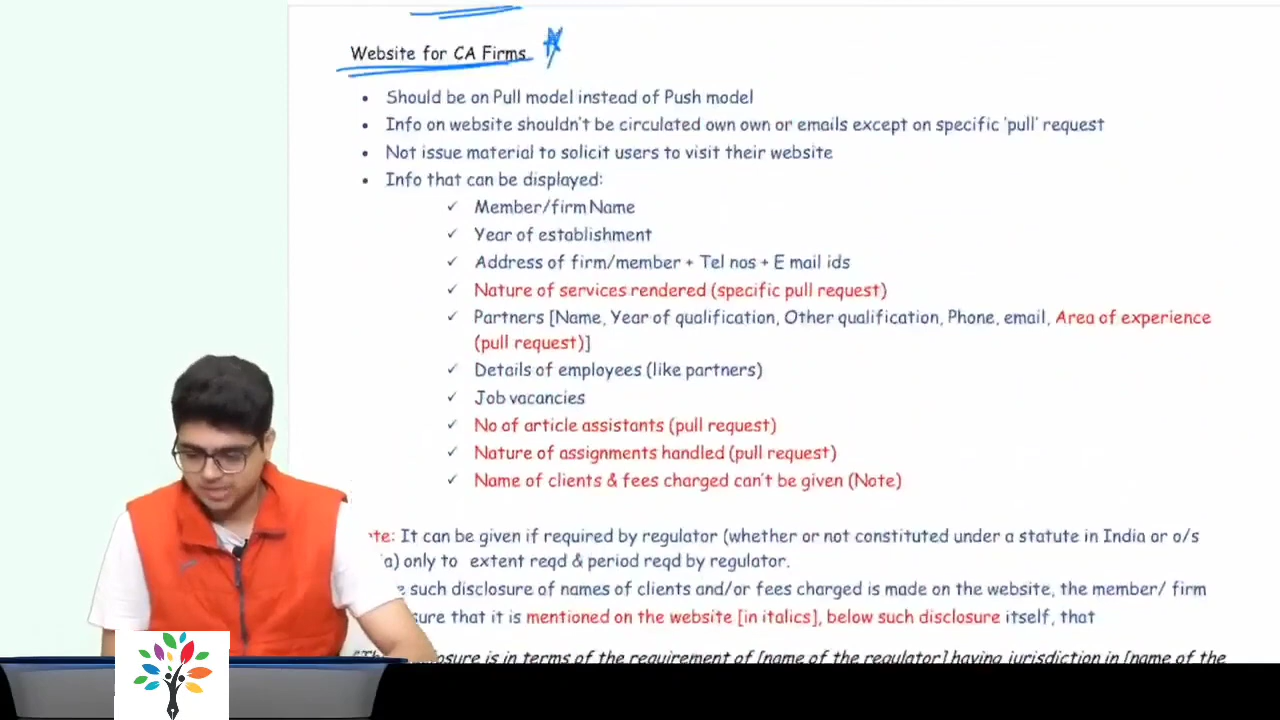 Website for CA Firms
• Should be on Pull model instead of Push model
• Info on website shouldn't be circulated own own or emails except on specific 'pull' request
• Not issue material to solicit users to visit their website
• Info that can be displayed:
✓ Member/firm Name
✓ Year of establishment
✓ Address of firm/member + Tel nos + E mail ids
✓ Nature of services rendered (specific pull request)
✓ Partners [Name, Year of qualification, Other qualification, Phone, email, Area of experience
(pull request)]
✓ Details of employees (like partners)
✓ Job vacancies
✓ No of article assistants (pull request)
✓ Nature of assignments handled (pull request)
✓ Name of clients & fees charged can't be given (Note)
It can be given if required by regulator (whether or not constituted under a statute in India or o/s
only to extent reqd & period reqd by regulator.
such disclosure of names of clients and/or fees charged is made on the website, the member/ firm
that it is mentioned on the website [in italics], below such disclosure itself, that
is in terms of the requirement of [name of the regulator] having jurisdiction in [name of the